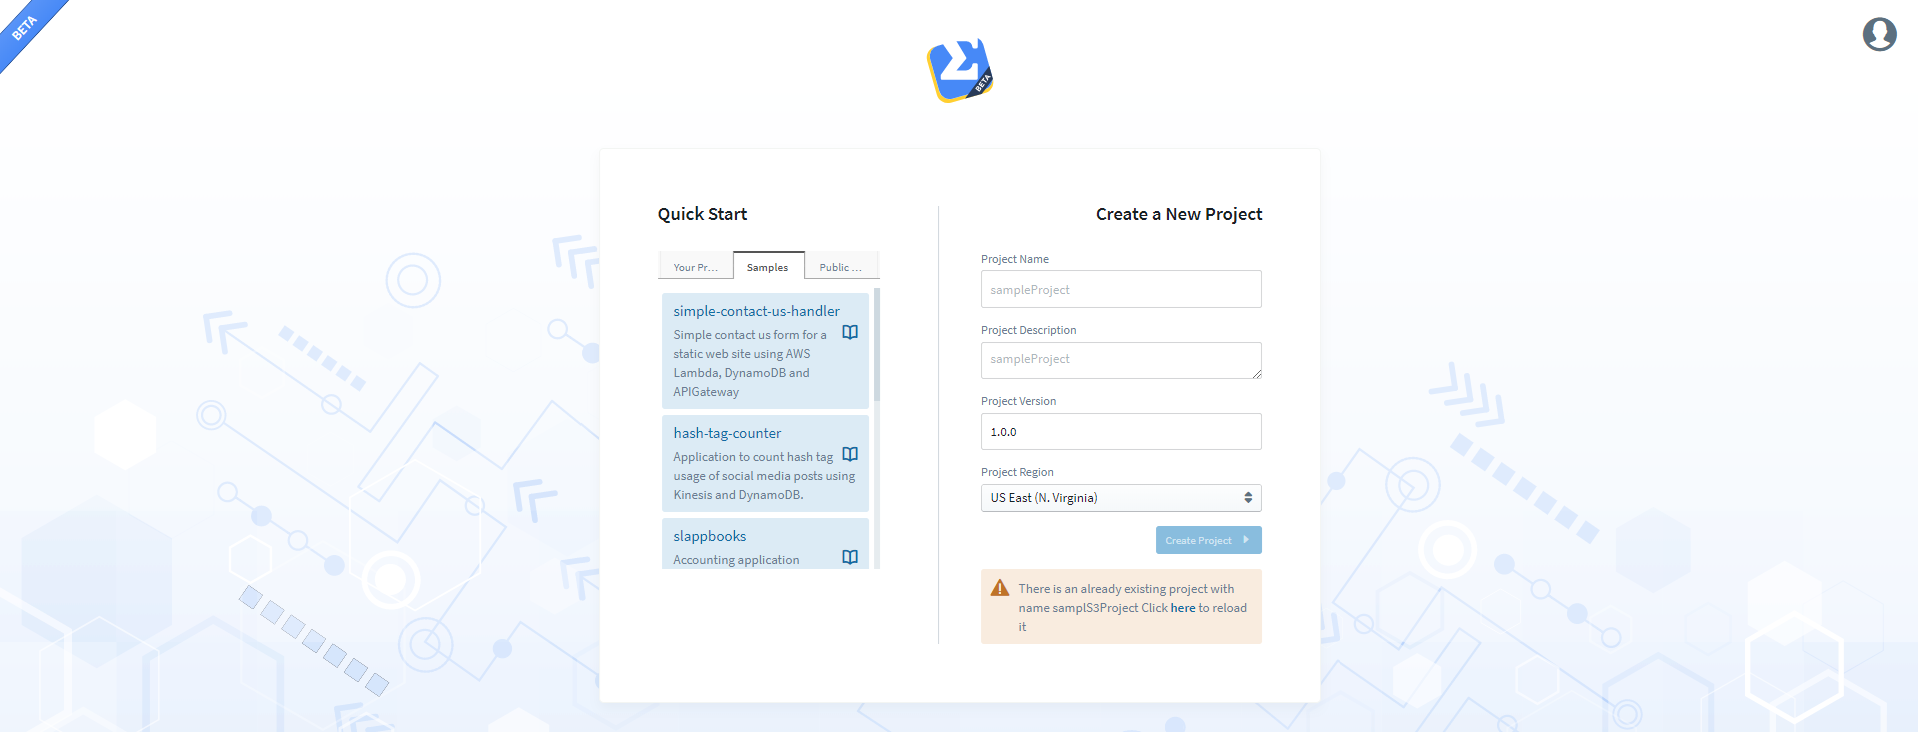 BETA
Σ
BETA
Quick Start
Your Pr...
Samples
Public ...
simple-contact-us-handler
Simple contact us form for a
static web site using AWS
Lambda, DynamoDB and
APIGateway
hash-tag-counter
Application to count hash tag
usage of social media posts using
Kinesis and DynamoDB.
slappbooks
Accounting application
Create a New Project
Project Name
sampleProject
Project Description
sampleProject
Project Version
1.0.0
Project Region
US East (N. Virginia)
Create Project
There is an already existing project with
name samplS3Project Click here to reload
it